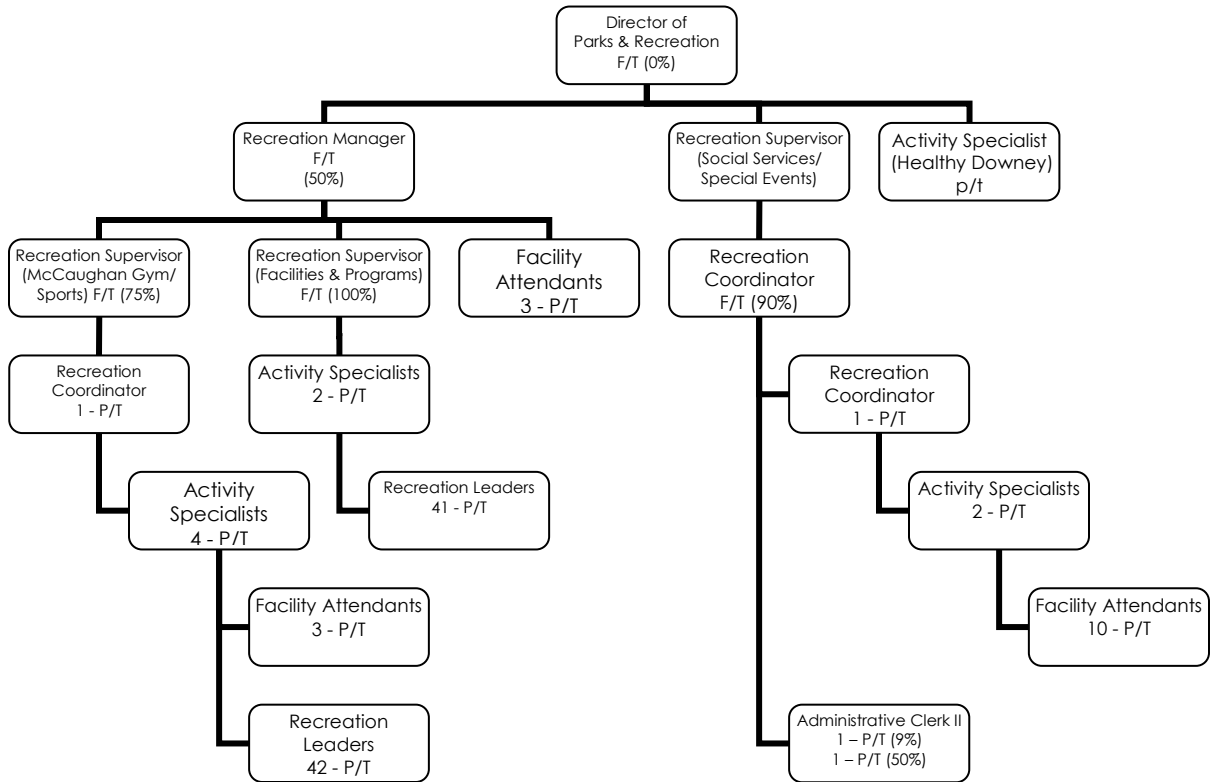 Director of
Parks & Recreation
F/T (0%)
Recreation Manager
F/T
(50%)
Recreation Supervisor
(Social Services/
Special Events)
Activity Specialist
(Healthy Downey)
p/t
Recreation Supervisor
(McCaughan Gym/
Sports) F/T (75%)
Recreation Supervisor
(Facilities & Programs)
F/T (100%)
Facility
Attendants
3 - P/T
Recreation
Coordinator
F/T (90%)
Recreation
Coordinator
1 - P/T
Activity Specialists
2 - P/T
Recreation
Coordinator
1 - P/T
Activity
Specialists
4 - P/T
Recreation Leaders
41 - P/T
Activity Specialists
2 - P/T
Facility Attendants
3 - P/T
Facility Attendants
10 - P/T
Recreation
Leaders
42 - P/T
Administrative Clerk II
1 – P/T (9%)
1 – P/T (50%)